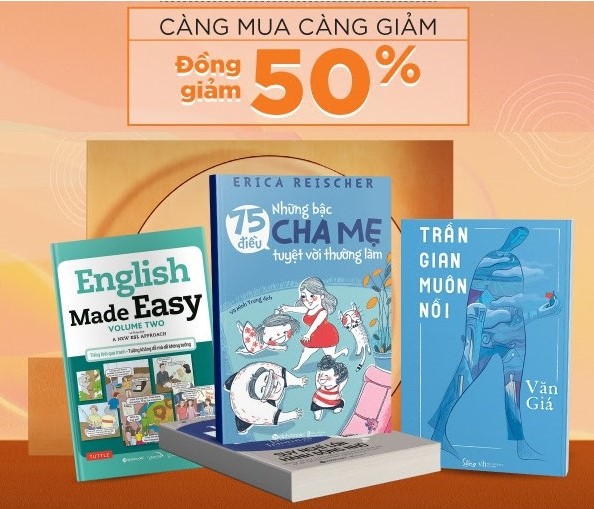 CÀNG MUA CÀNG GIẢM
Đồng
giảm
50%
English
Made Easy
VOLUME TWO
A NEW ESL APPROACH
TUTTLE
ERICA REISCHER
75
điều
Những bậc
CHA MẸ
tuyệt vời thường làm
TRẦN
GIAN
MUÔN
NỖI
Văn
Giá